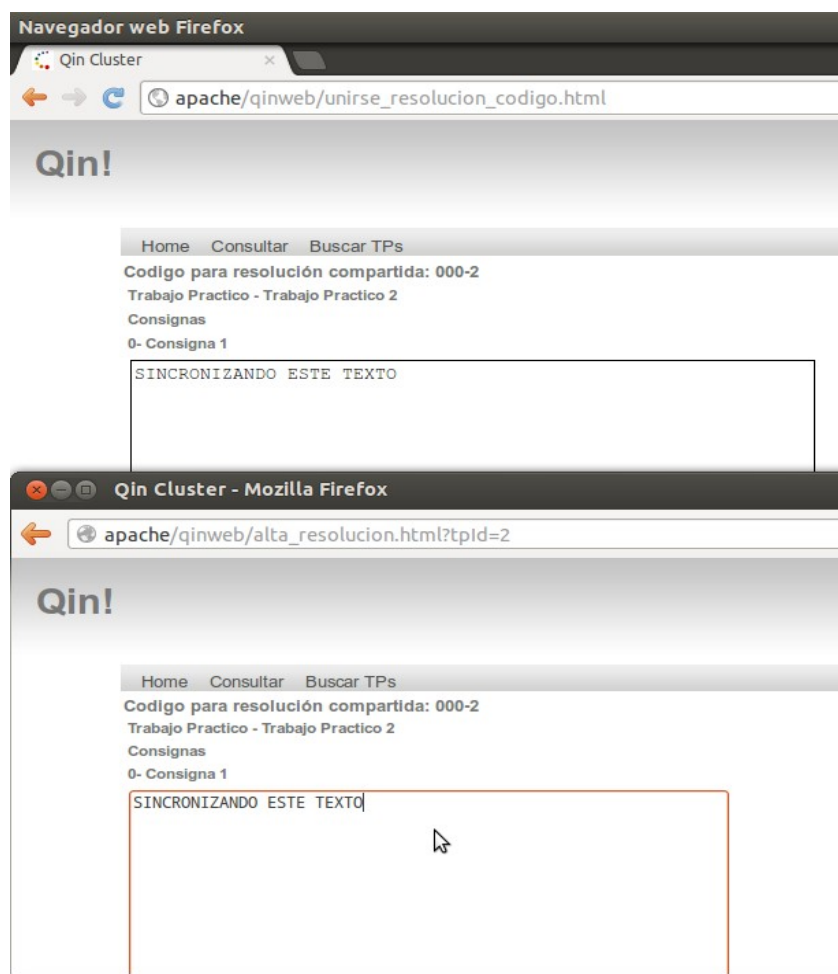 Navegador web Firefox
Qin Cluster
apache/qinweb/unirse_resolucion_codigo.html
Qin!
Home Consultar Buscar TPs
Codigo para resolución compartida: 000-2
Trabajo Practico - Trabajo Practico 2
Consignas
0- Consigna 1
SINCRONIZANDO ESTE TEXTO
Qin Cluster - Mozilla Firefox
apache/qinweb/alta_resolucion.html?tpId=2
Qin!
Home Consultar Buscar TPs
Codigo para resolución compartida: 000-2
Trabajo Practico - Trabajo Practico 2
Consignas
0- Consigna 1
SINCRONIZANDO ESTE TEXTO